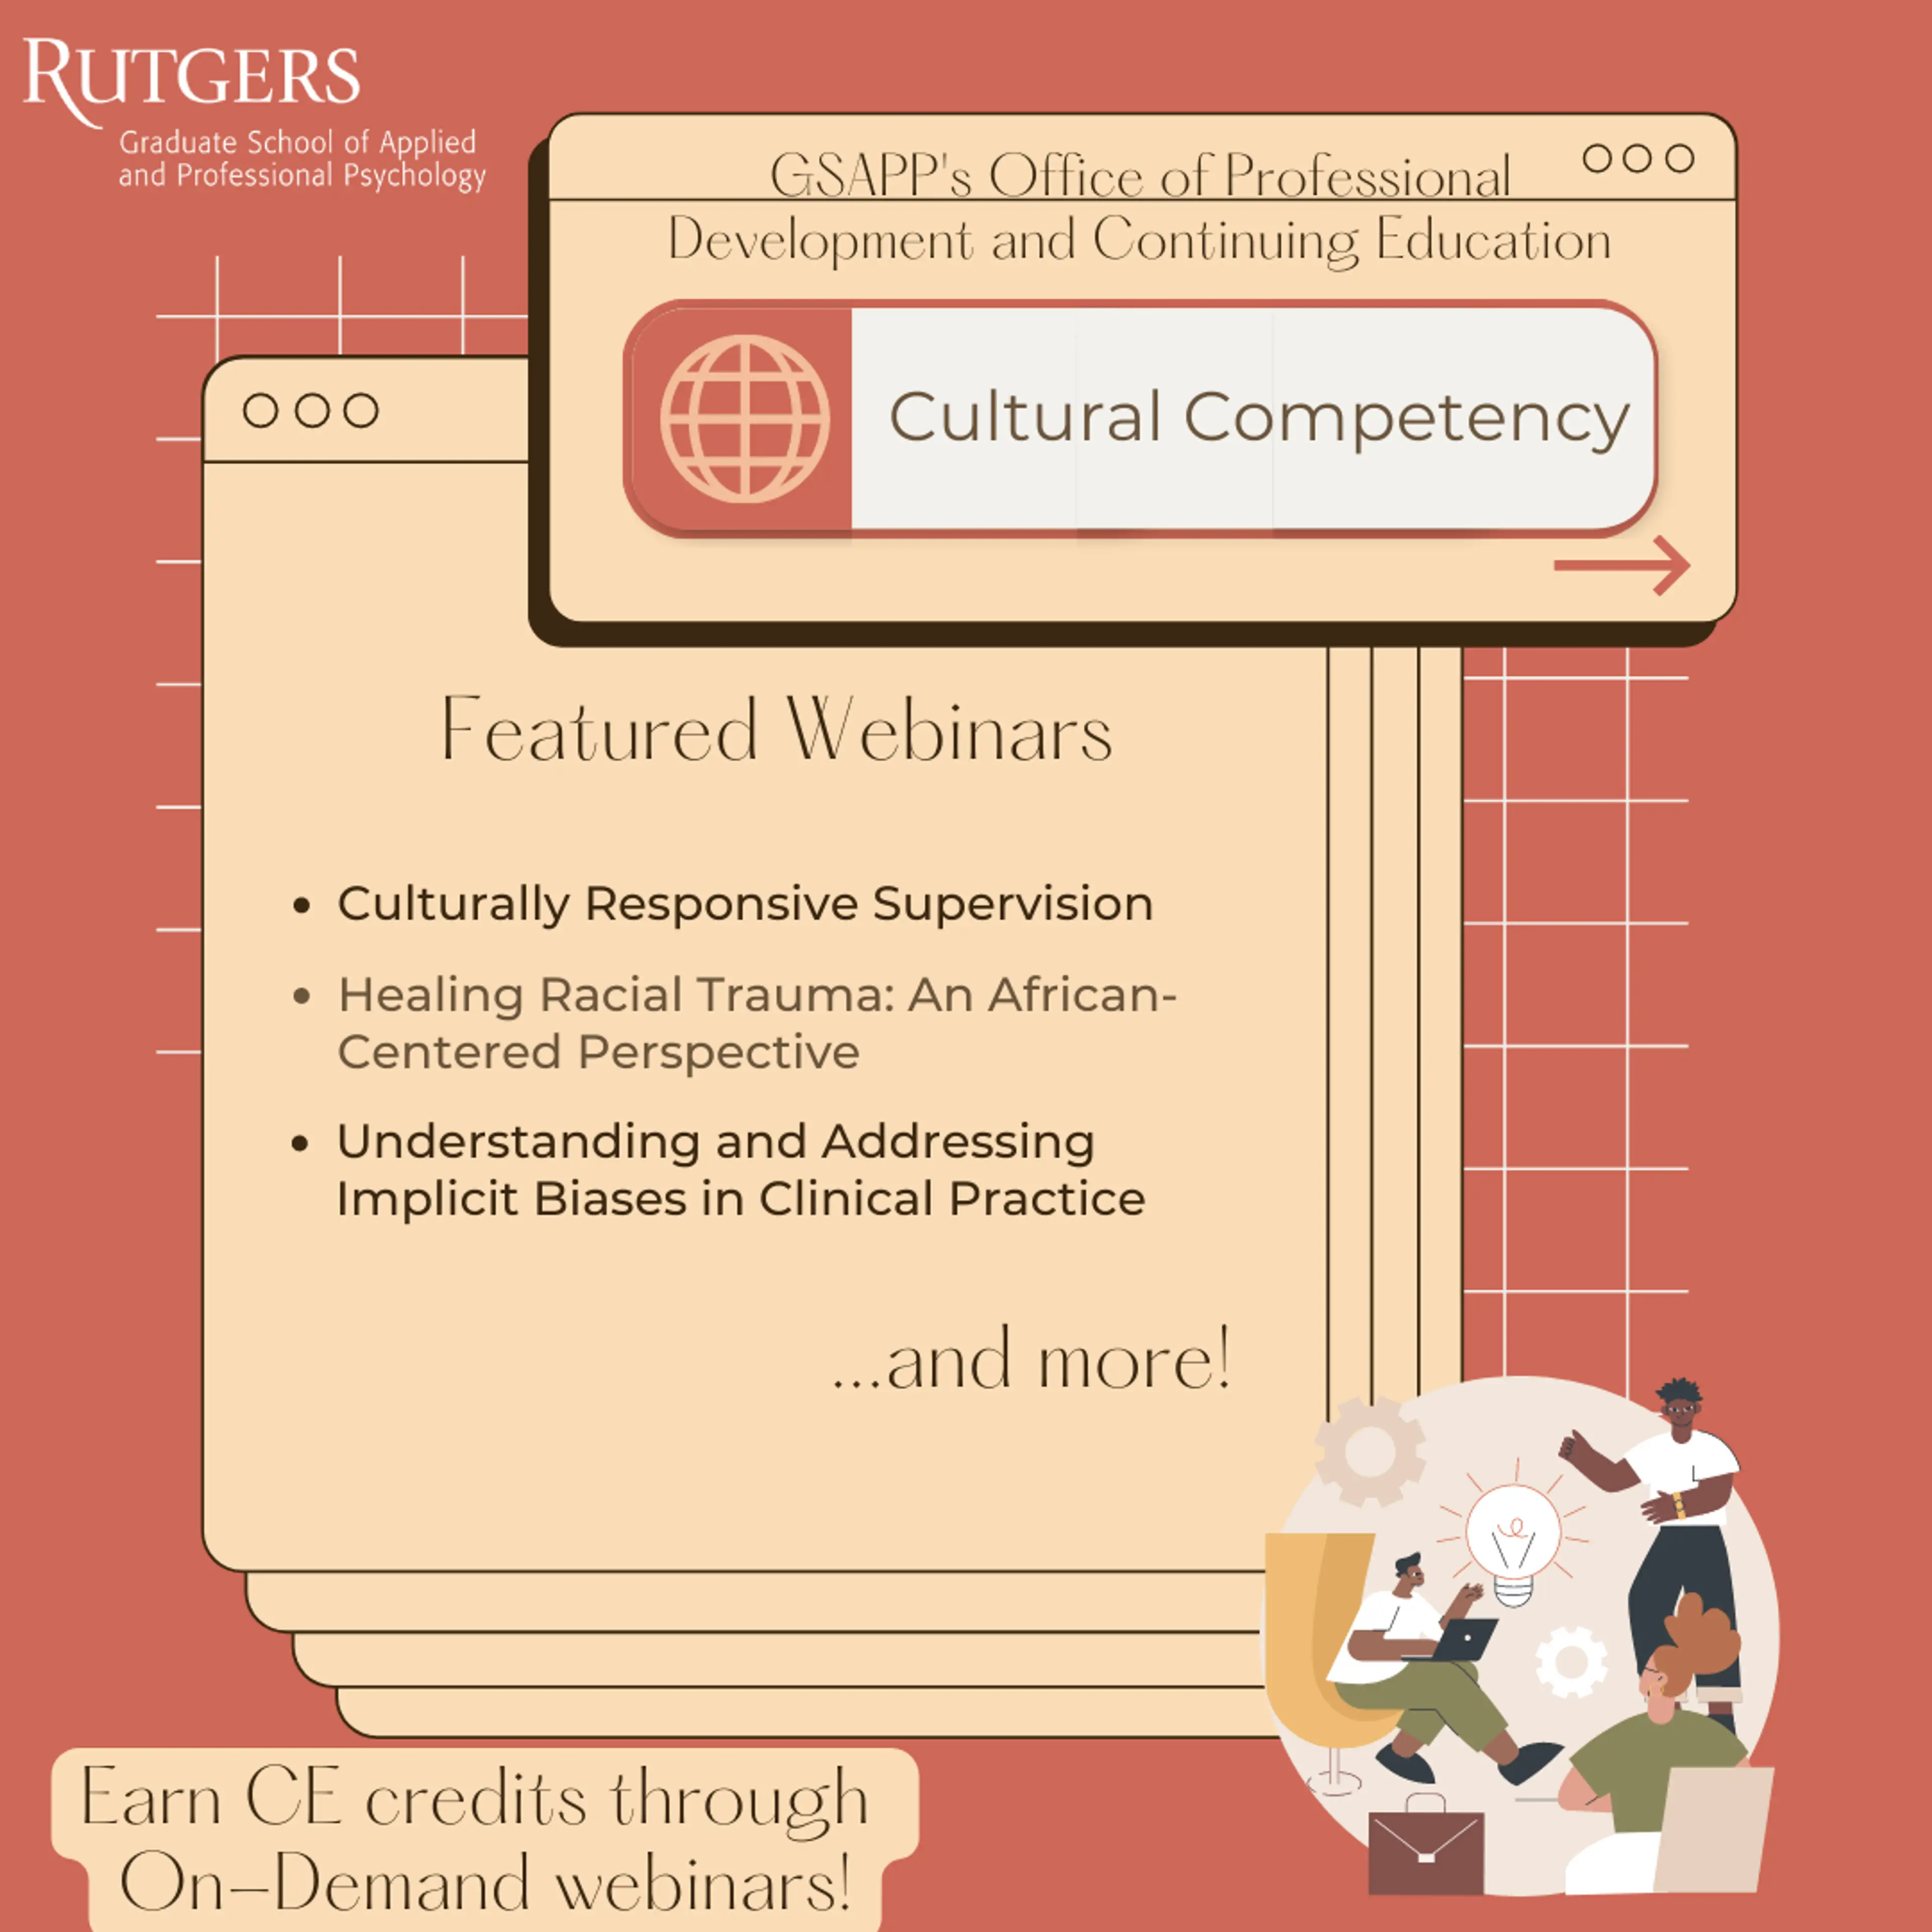 RUTGERS
Graduate School of Applied
and Professional Psychology
GSAPP's Office of Professional
Development and Continuing Education
Cultural Competency
Featured Webinars
• Culturally Responsive Supervision
• Healing Racial Trauma: An African-
Centered Perspective
• Understanding and Addressing
Implicit Biases in Clinical Practice
...and more!
Earn CE credits through
On-Demand webinars!